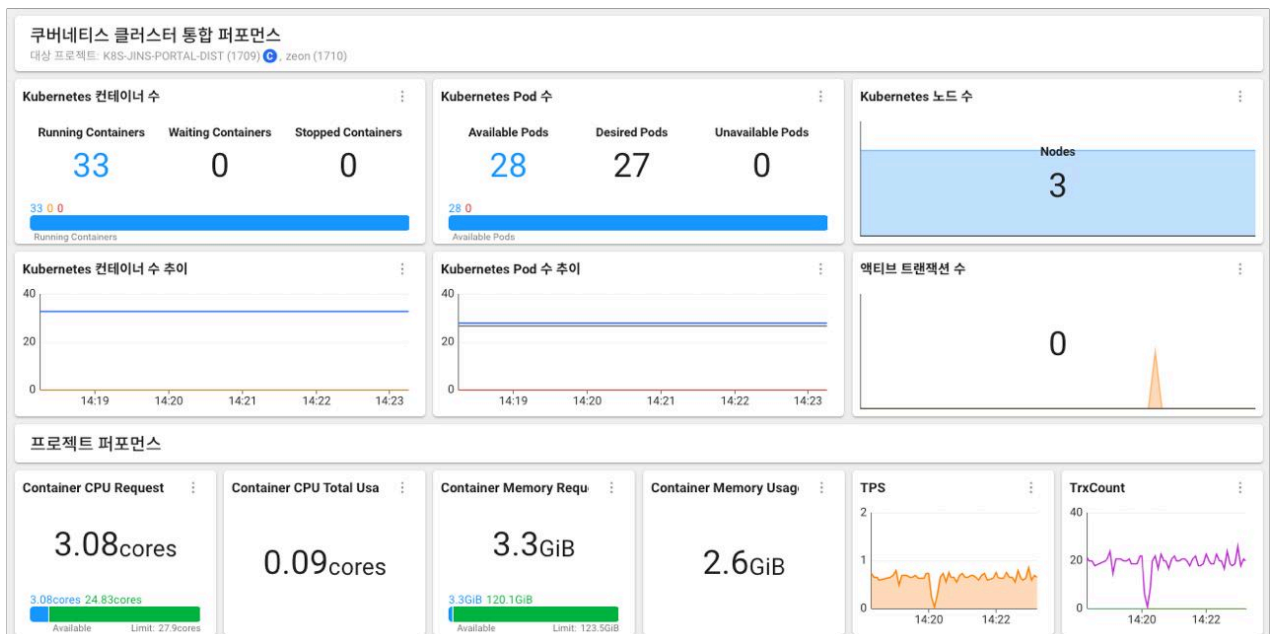 쿠버네티스 클러스터 통합 퍼포먼스
대상 프로젝트: K8S-JINS-PORTAL-DIST (1709) C , zeon (1710)
Kubernetes 컨테이너 수
Running Containers Waiting Containers Stopped Containers
33 0 0
33 0 0
Running Containers
Kubernetes Pod 수
Available Pods Desired Pods Unavailable Pods
28 27 0
28 0
Available Pods
Kubernetes 노드 수
Nodes
3
Kubernetes 컨테이너 수 추이
40
20
0
14:19 14:20 14:21 14:22 14:23
Kubernetes Pod 수 추이
40
20
0
14:19 14:20 14:21 14:22 14:23
액티브 트랜잭션 수
0
프로젝트 퍼포먼스
Container CPU Request
3.08cores
3.08cores 24.83cores
Available Limit: 27.9cores
Container CPU Total Usa
0.09cores
Container Memory Requ
3.3GiB
3.3GiB 120.1GiB
Available Limit: 123.5GiB
Container Memory Usag
2.6GiB
TPS
2
1
0
14:20 14:22
TrxCount
40
20
0
14:20 14:22